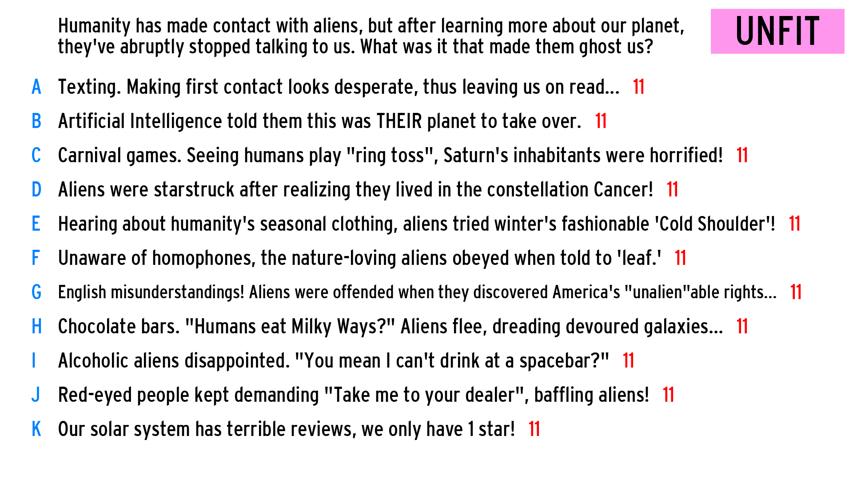 Humanity has made contact with aliens, but after learning more about our planet,
they've abruptly stopped talking to us. What was it that made them ghost us?
UNFIT
A Texting. Making first contact looks desperate, thus leaving us on read... 11
B Artificial Intelligence told them this was THEIR planet to take over. 11
C Carnival games. Seeing humans play "ring toss", Saturn's inhabitants were horrified! 11
D Aliens were starstruck after realizing they lived in the constellation Cancer! 11
E Hearing about humanity's seasonal clothing, aliens tried winter's fashionable 'Cold Shoulder'! 11
F Unaware of homophones, the nature-loving aliens obeyed when told to 'leaf.' 11
G English misunderstandings! Aliens were offended when they discovered America's "unalien"able rights... 11
H Chocolate bars. "Humans eat Milky Ways?" Aliens flee, dreading devoured galaxies... 11
I Alcoholic aliens disappointed. "You mean I can't drink at a spacebar?" 11
J Red-eyed people kept demanding "Take me to your dealer", baffling aliens! 11
K Our solar system has terrible reviews, we only have 1 star! 11